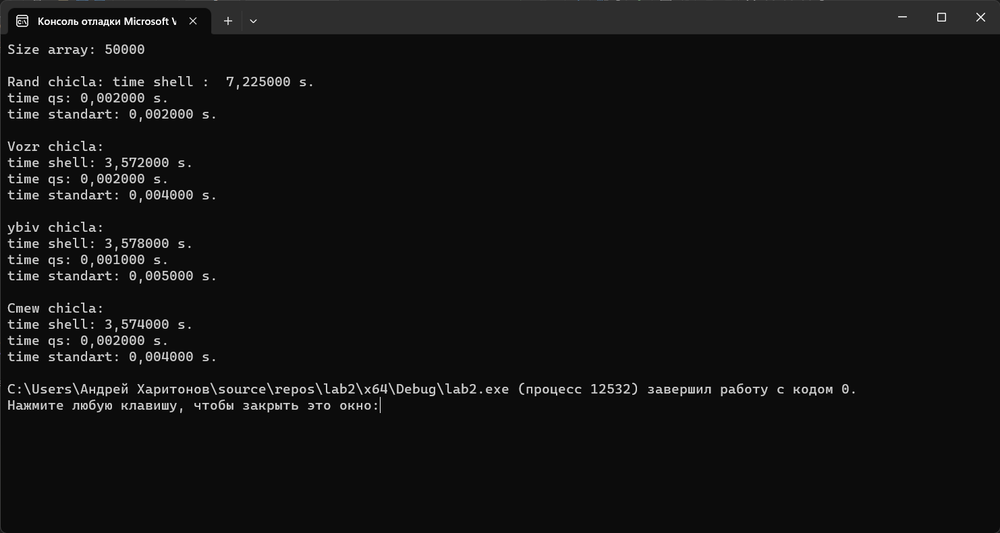 Консоль отладки Microsoft V
Size array: 50000
Rand chicla: time shell :  7,225000 s.
time qs: 0,002000 s.
time standart: 0,002000 s.
Vozr chicla:
time shell: 3,572000 s.
time qs: 0,002000 s.
time standart: 0,004000 s.
ybiv chicla:
time shell: 3,578000 s.
time qs: 0,001000 s.
time standart: 0,005000 s.
Cmew chicla:
time shell: 3,574000 s.
time qs: 0,002000 s.
time standart: 0,004000 s.
C:\Users\Андрей Харитонов\source\repos\lab2\x64\Debug\lab2.exe (процесс 12532) завершил работу с кодом 0.
Нажмите любую клавишу, чтобы закрыть это окно: